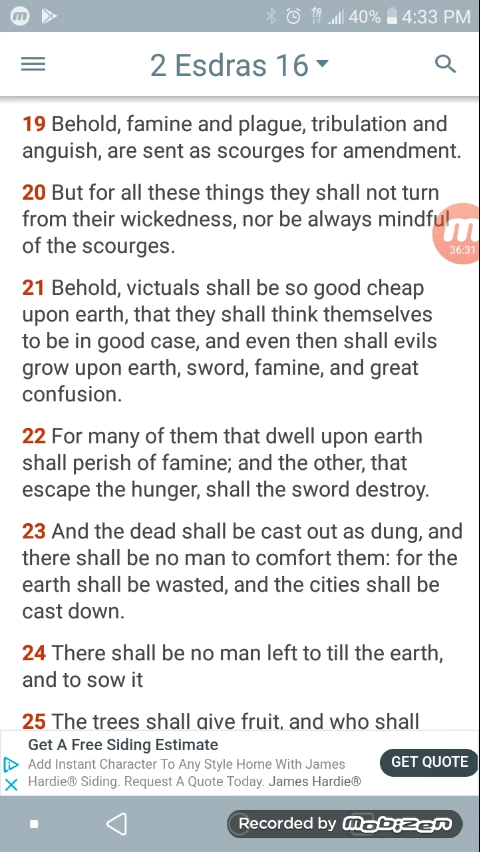 4G 40% 4:33 PM
2 Esdras 16
19 Behold, famine and plague, tribulation and
anguish, are sent as scourges for amendment.
20 But for all these things they shall not turn
from their wickedness, nor be always mindful
of the scourges.
36:31
21 Behold, victuals shall be so good cheap
upon earth, that they shall think themselves
to be in good case, and even then shall evils
grow upon earth, sword, famine, and great
confusion.
22 For many of them that dwell upon earth
shall perish of famine; and the other, that
escape the hunger, shall the sword destroy.
23 And the dead shall be cast out as dung, and
there shall be no man to comfort them: for the
earth shall be wasted, and the cities shall be
cast down.
24 There shall be no man left to till the earth,
and to sow it
25 The trees shall give fruit, and who shall
Get A Free Siding Estimate
Add Instant Character To Any Style Home With James
Hardie® Siding. Request A Quote Today. James Hardie®
GET QUOTE
Recorded by mobizen